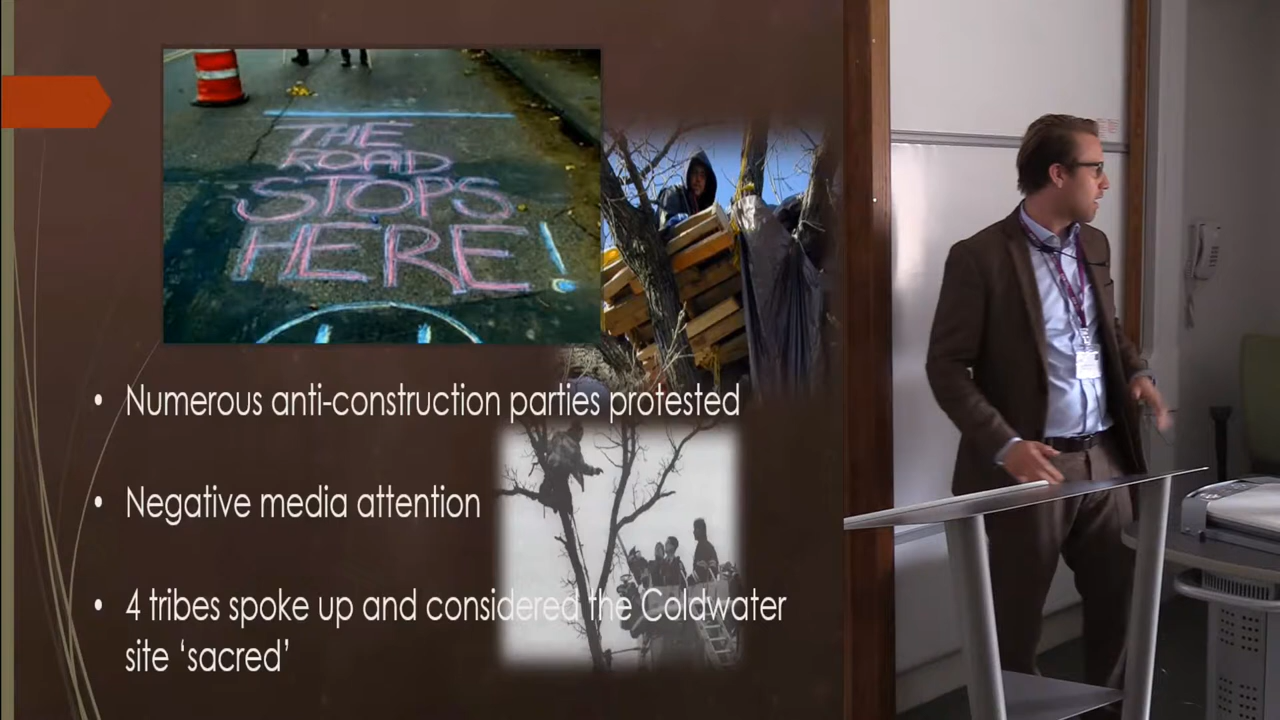 THE
ROAD
STOPS
HERE!
• Numerous anti-construction parties protested
• Negative media attention
• 4 tribes spoke up and considered the Coldwater
site ‘sacred’